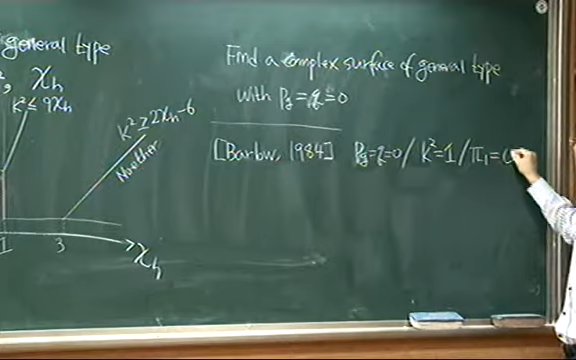 general type
χₕ
K² ≤ 9χₕ
K² ≥ 2χₕ-6
Noether
1
3
χₕ
Find a complex surface of general type
with Pg = q = 0
[Barlow, 1984] Pg=q=0 / K²=1 / π₁=